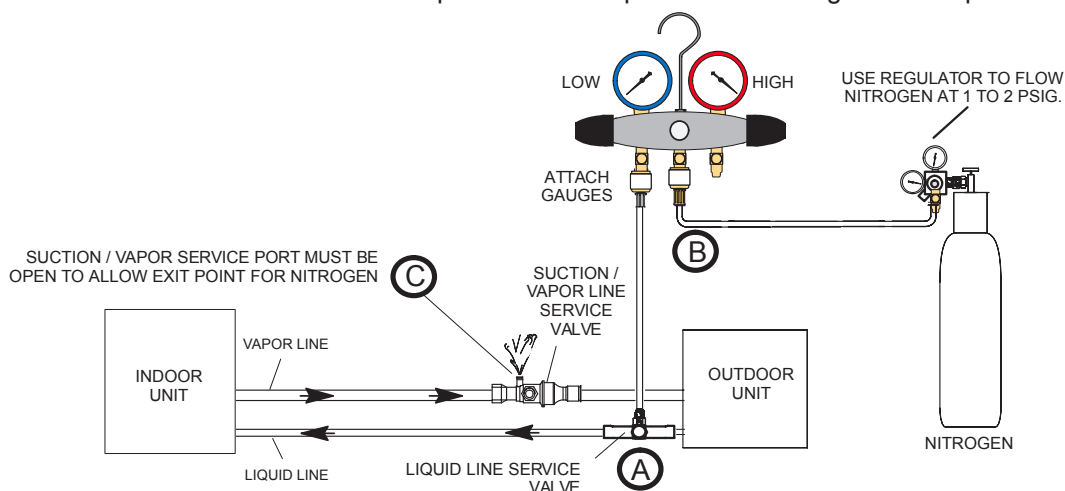 LOW
HIGH
USE REGULATOR TO FLOW
NITROGEN AT 1 TO 2 PSIG.
ATTACH
GAUGES
B
SUCTION / VAPOR SERVICE PORT MUST BE
OPEN TO ALLOW EXIT POINT FOR NITROGEN
C
SUCTION /
VAPOR LINE
SERVICE
VALVE
INDOOR
UNIT
VAPOR LINE
OUTDOOR
UNIT
NITROGEN
LIQUID LINE
LIQUID LINE SERVICE
VALVE
A